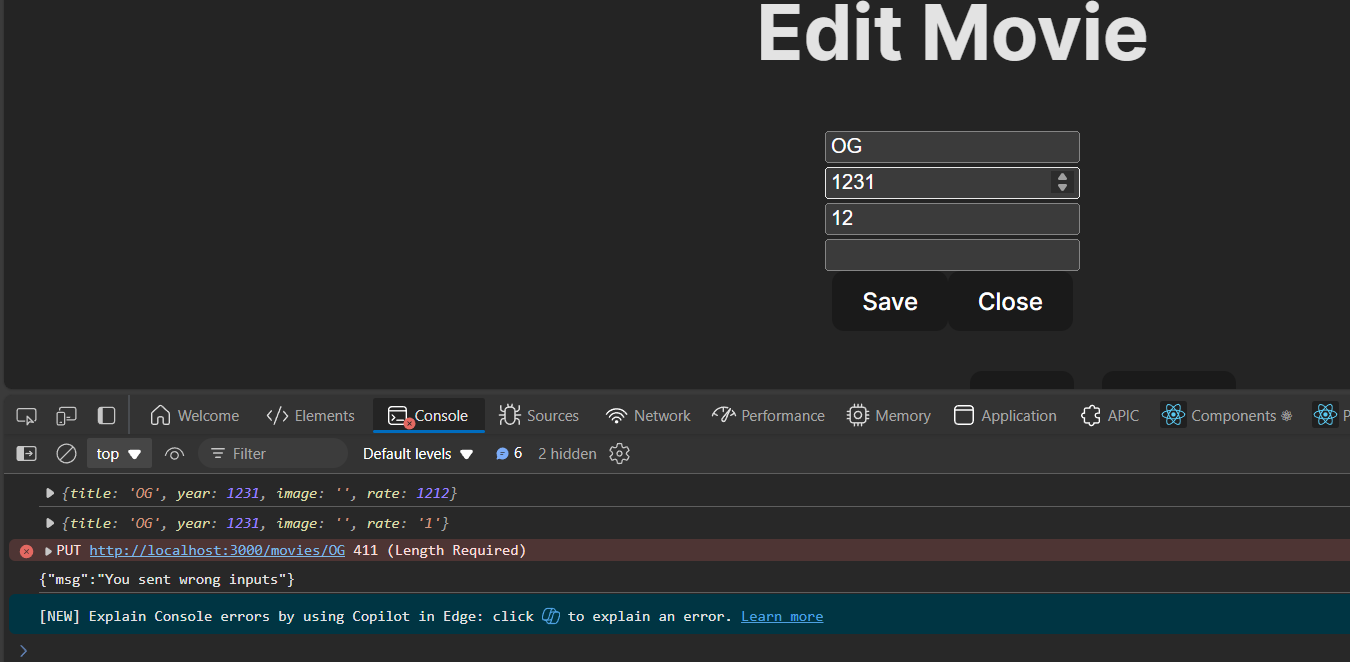 Edit Movie
OG
1231
12
Save Close
Welcome Elements Console Sources Network Performance Memory Application APIC Components P
top Filter Default levels 6 2 hidden
{title: 'OG', year: 1231, image: '', rate: 1212}
{title: 'OG', year: 1231, image: '', rate: '1'}
PUT http://localhost:3000/movies/OG 411 (Length Required)
{"msg":"You sent wrong inputs"}
[NEW] Explain Console errors by using Copilot in Edge: click to explain an error. Learn more